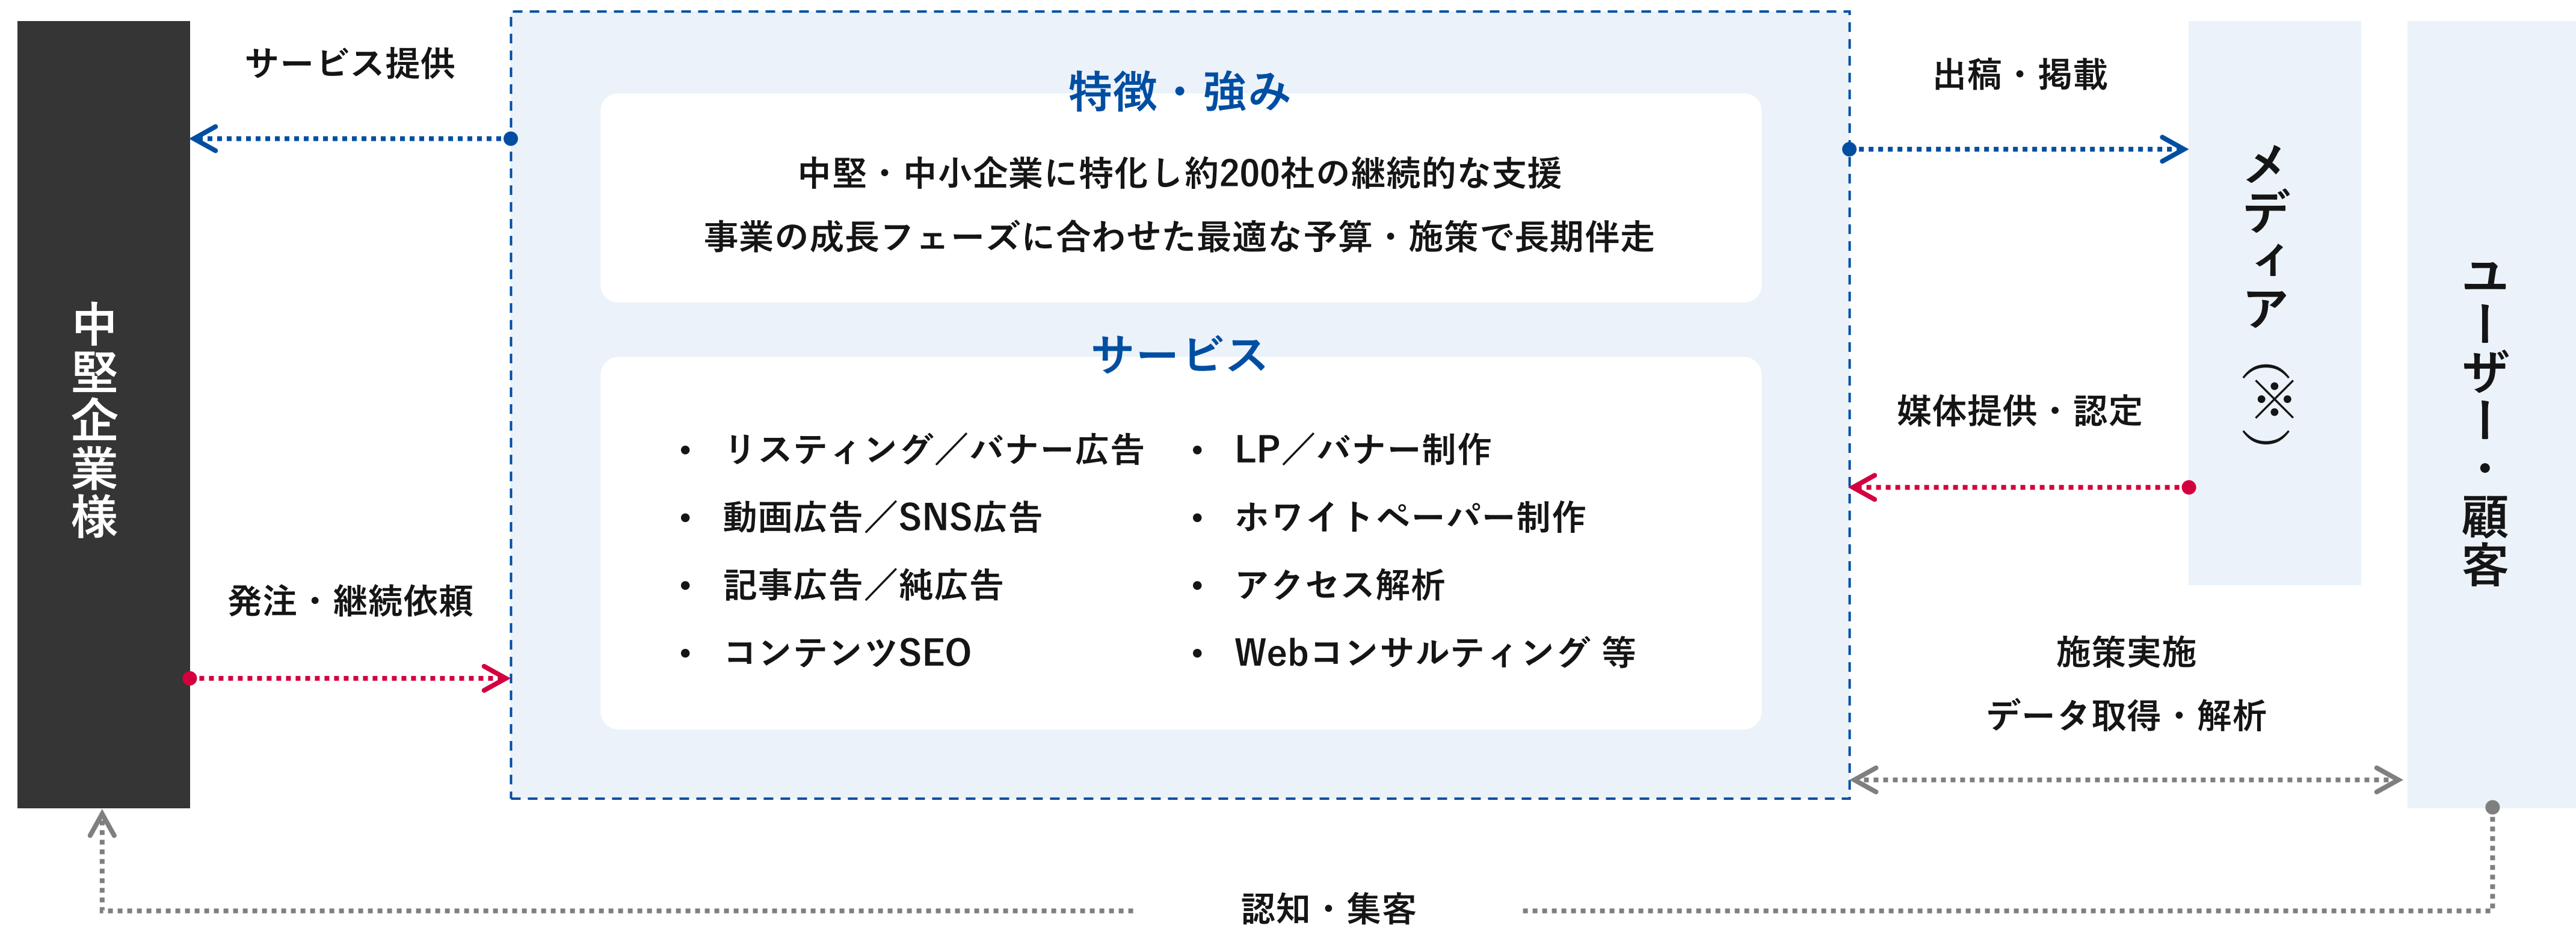 中堅企業様
サービス提供
発注・継続依頼
特徴・強み
中堅・中小企業に特化し約200社の継続的な支援
事業の成長フェーズに合わせた最適な予算・施策で長期伴走
サービス
・ リスティング／バナー広告
・ 動画広告／SNS広告
・ 記事広告／純広告
・ コンテンツSEO
・ LP／バナー制作
・ ホワイトペーパー制作
・ アクセス解析
・ Webコンサルティング 等
出稿・掲載
媒体提供・認定
メディア（※）
施策実施
データ取得・解析
ユーザー・顧客
認知・集客